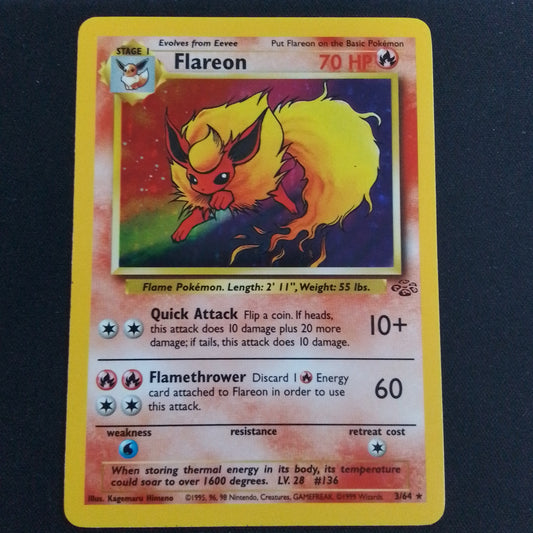 Evolves from Eevee Put Flareon on the Basic Pokémon
STAGE 1
Flareon 70 HP
Flame Pokémon. Length: 2' 11", Weight: 55 lbs.
Quick Attack Flip a coin. If heads,
this attack does 10 damage plus 20 more
damage; if tails, this attack does 10 damage.
10+
Flamethrower Discard 1 Energy
card attached to Flareon in order to use
this attack.
60
weakness resistance retreat cost
When storing thermal energy in its body, its temperature
could soar to over 1600 degrees. LV. 28 #136
Illus. Kagemaru Himeno ©1995, 96, 98 Nintendo, Creatures, GAMEFREAK. ©1999 Wizards. 3/64 ★